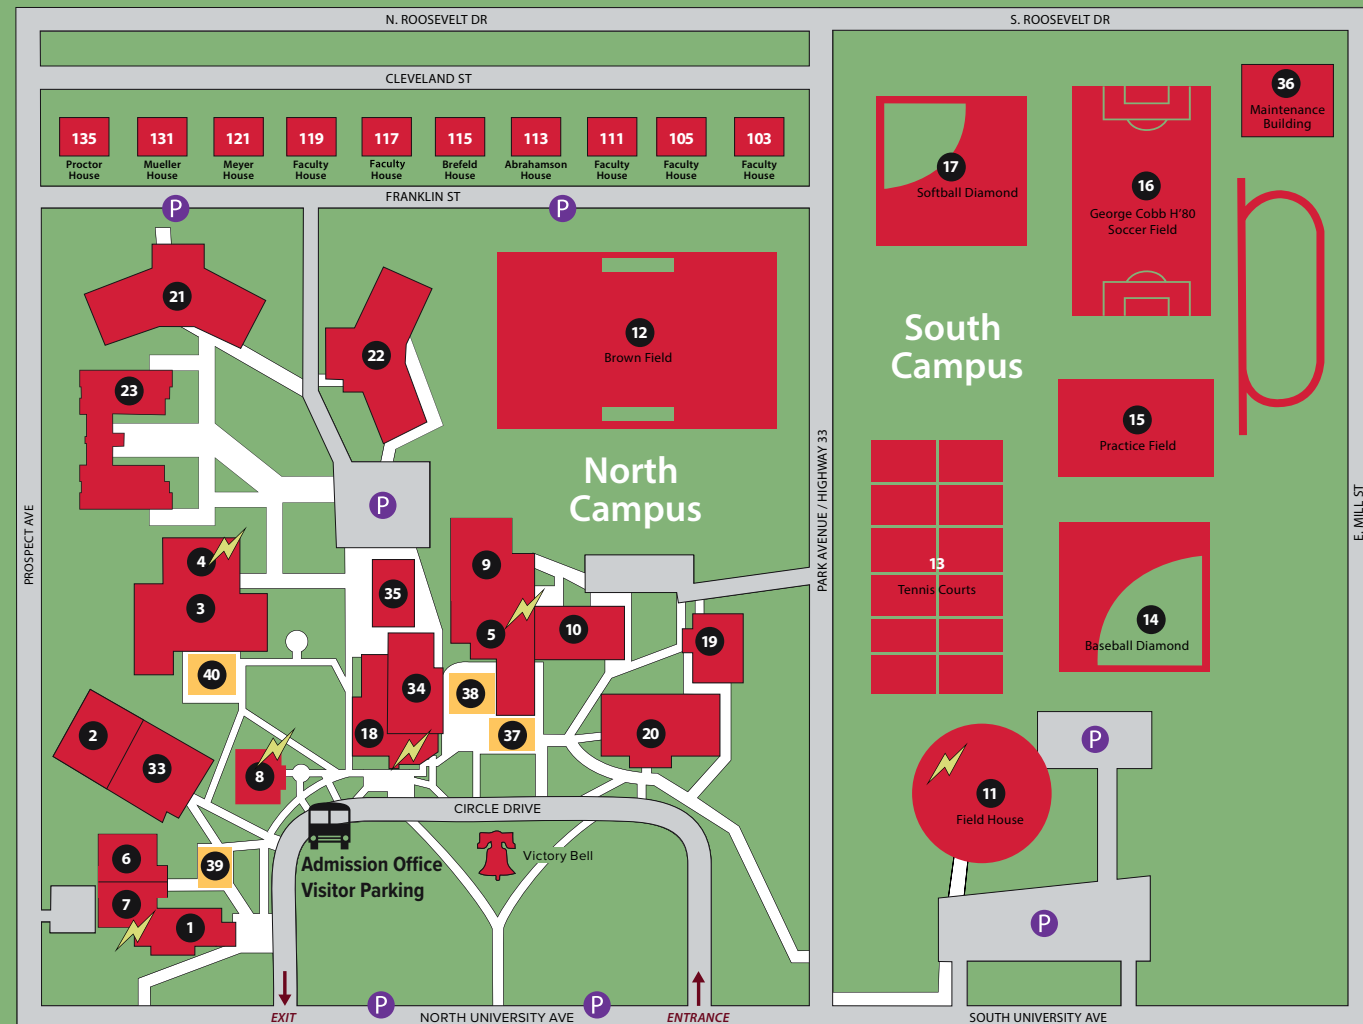 N. ROOSEVELT DR
S. ROOSEVELT DR
CLEVELAND ST
135
131
121
119
117
115
113
111
105
103
Proctor
House
Mueller
House
Meyer
House
Faculty
House
Faculty
House
Brefeld
House
Abrahamson
House
Faculty
House
Faculty
House
Faculty
House
FRANKLIN ST
P
P
36
Maintenance
Building
17
Softball Diamond
16
George Cobb H'80
Soccer Field
21
22
12
Brown Field
South
Campus
23
15
Practice Field
North
Campus
P
PROSPECT AVE
PARK AVENUE / HIGHWAY 33
E. MILL ST
4
3
35
9
5
10
19
13
Tennis Courts
14
Baseball Diamond
40
34
38
37
18
20
2
33
8
P
11
Field House
CIRCLE DRIVE
Admission Office
Visitor Parking
Victory Bell
6
39
7
1
P
P
P
EXIT
NORTH UNIVERSITY AVE
ENTRANCE
SOUTH UNIVERSITY AVE